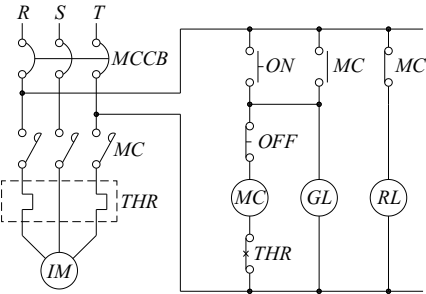 R S T
MCCB
ON MC MC
OFF
MC
THR
MC GL RL
THR
IM